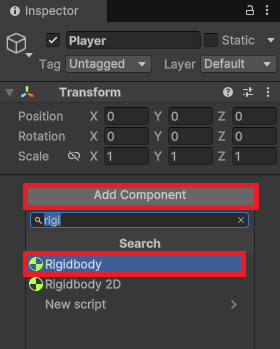 Inspector
Player
Static
Tag Untagged Layer Default
Transform
Position X 0 Y 0 Z 0
Rotation X 0 Y 0 Z 0
Scale X 1 Y 1 Z 1
Add Component
rigi
Search
Rigidbody
Rigidbody 2D
New script